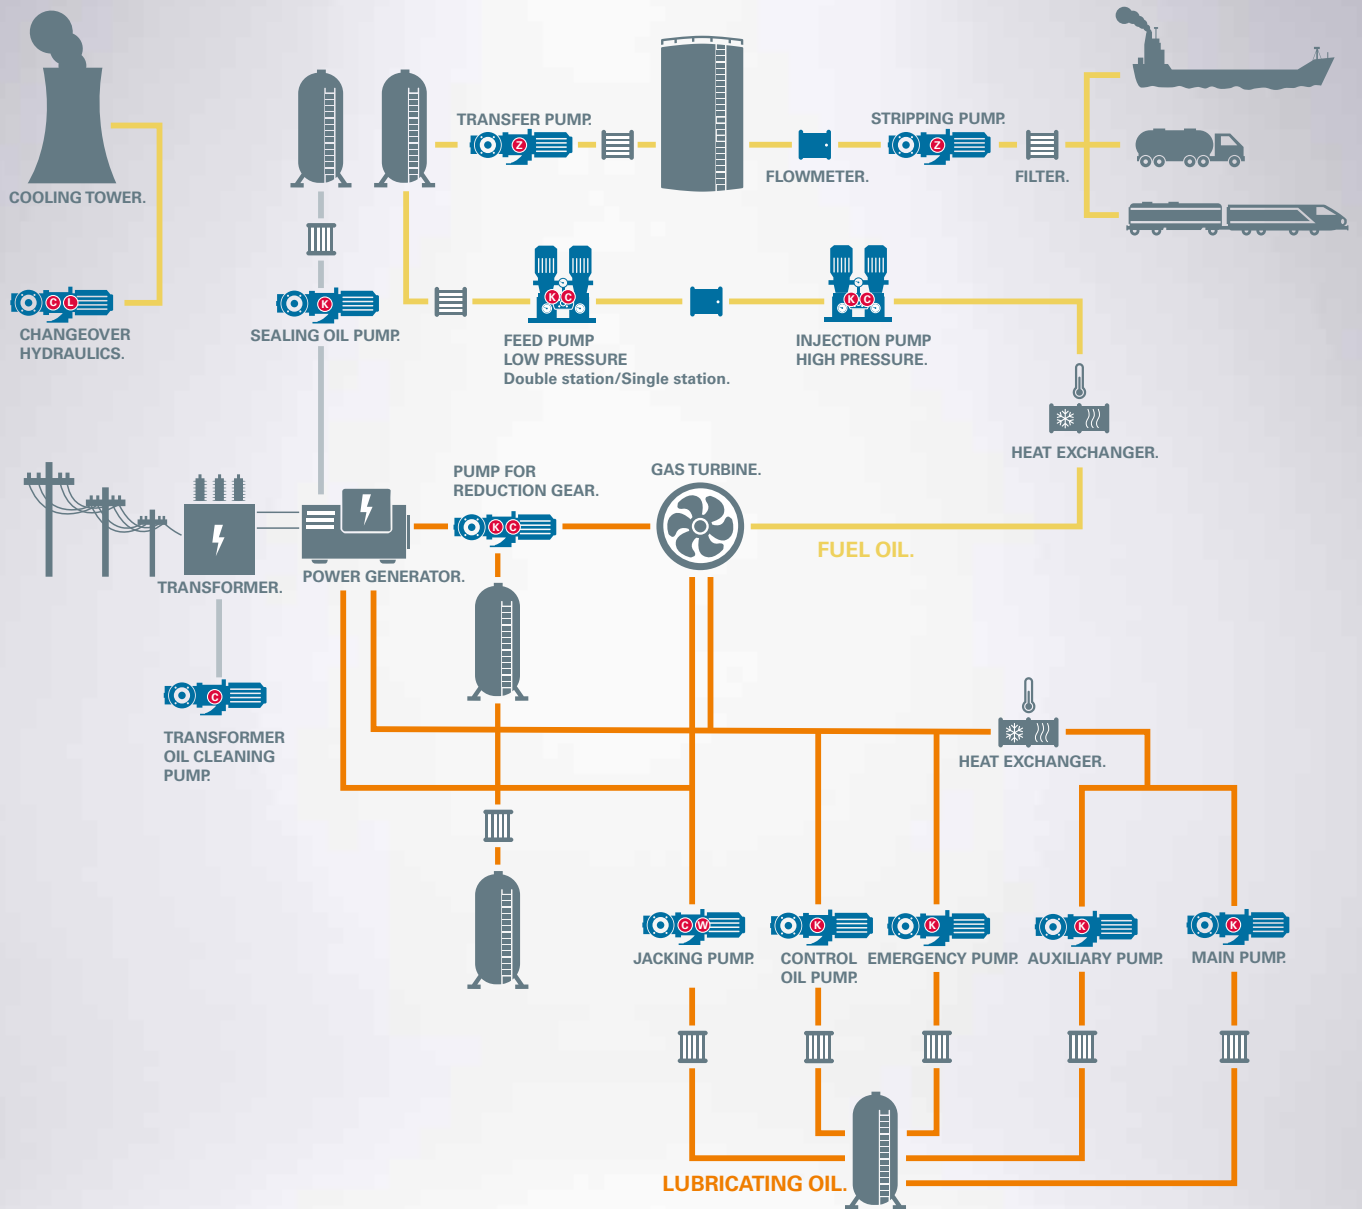 TRANSFER PUMP.
Z
STRIPPING PUMP.
Z
FLOWMETER.
FILTER.
COOLING TOWER.
C L
CHANGEOVER
HYDRAULICS.
K
SEALING OIL PUMP.
K C
FEED PUMP
LOW PRESSURE
Double station/Single station.
K C
INJECTION PUMP
HIGH PRESSURE.
HEAT EXCHANGER.
PUMP FOR
REDUCTION GEAR.
K C
GAS TURBINE.
FUEL OIL.
TRANSFORMER.
POWER GENERATOR.
C
TRANSFORMER
OIL CLEANING
PUMP.
HEAT EXCHANGER.
C W
JACKING PUMP.
K
CONTROL
OIL PUMP.
K
EMERGENCY PUMP.
K
AUXILIARY PUMP.
K
MAIN PUMP.
LUBRICATING OIL.